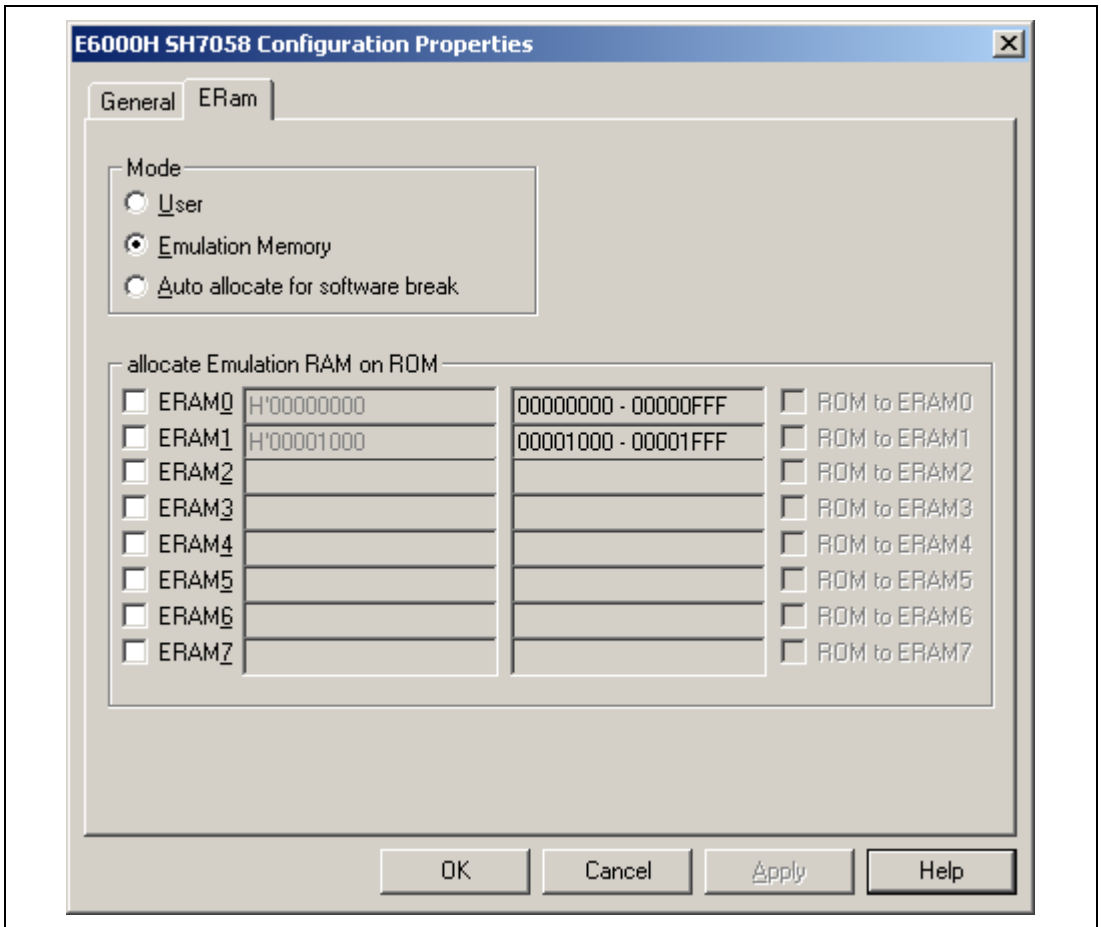 E6000H SH7058 Configuration Properties
General ERam
Mode
User
Emulation Memory
Auto allocate for software break
allocate Emulation RAM on ROM
ERAM0 H'00000000 00000000 - 00000FFF ROM to ERAM0
ERAM1 H'00001000 00001000 - 00001FFF ROM to ERAM1
ERAM2 ROM to ERAM2
ERAM3 ROM to ERAM3
ERAM4 ROM to ERAM4
ERAM5 ROM to ERAM5
ERAM6 ROM to ERAM6
ERAM7 ROM to ERAM7
OK Cancel Apply Help